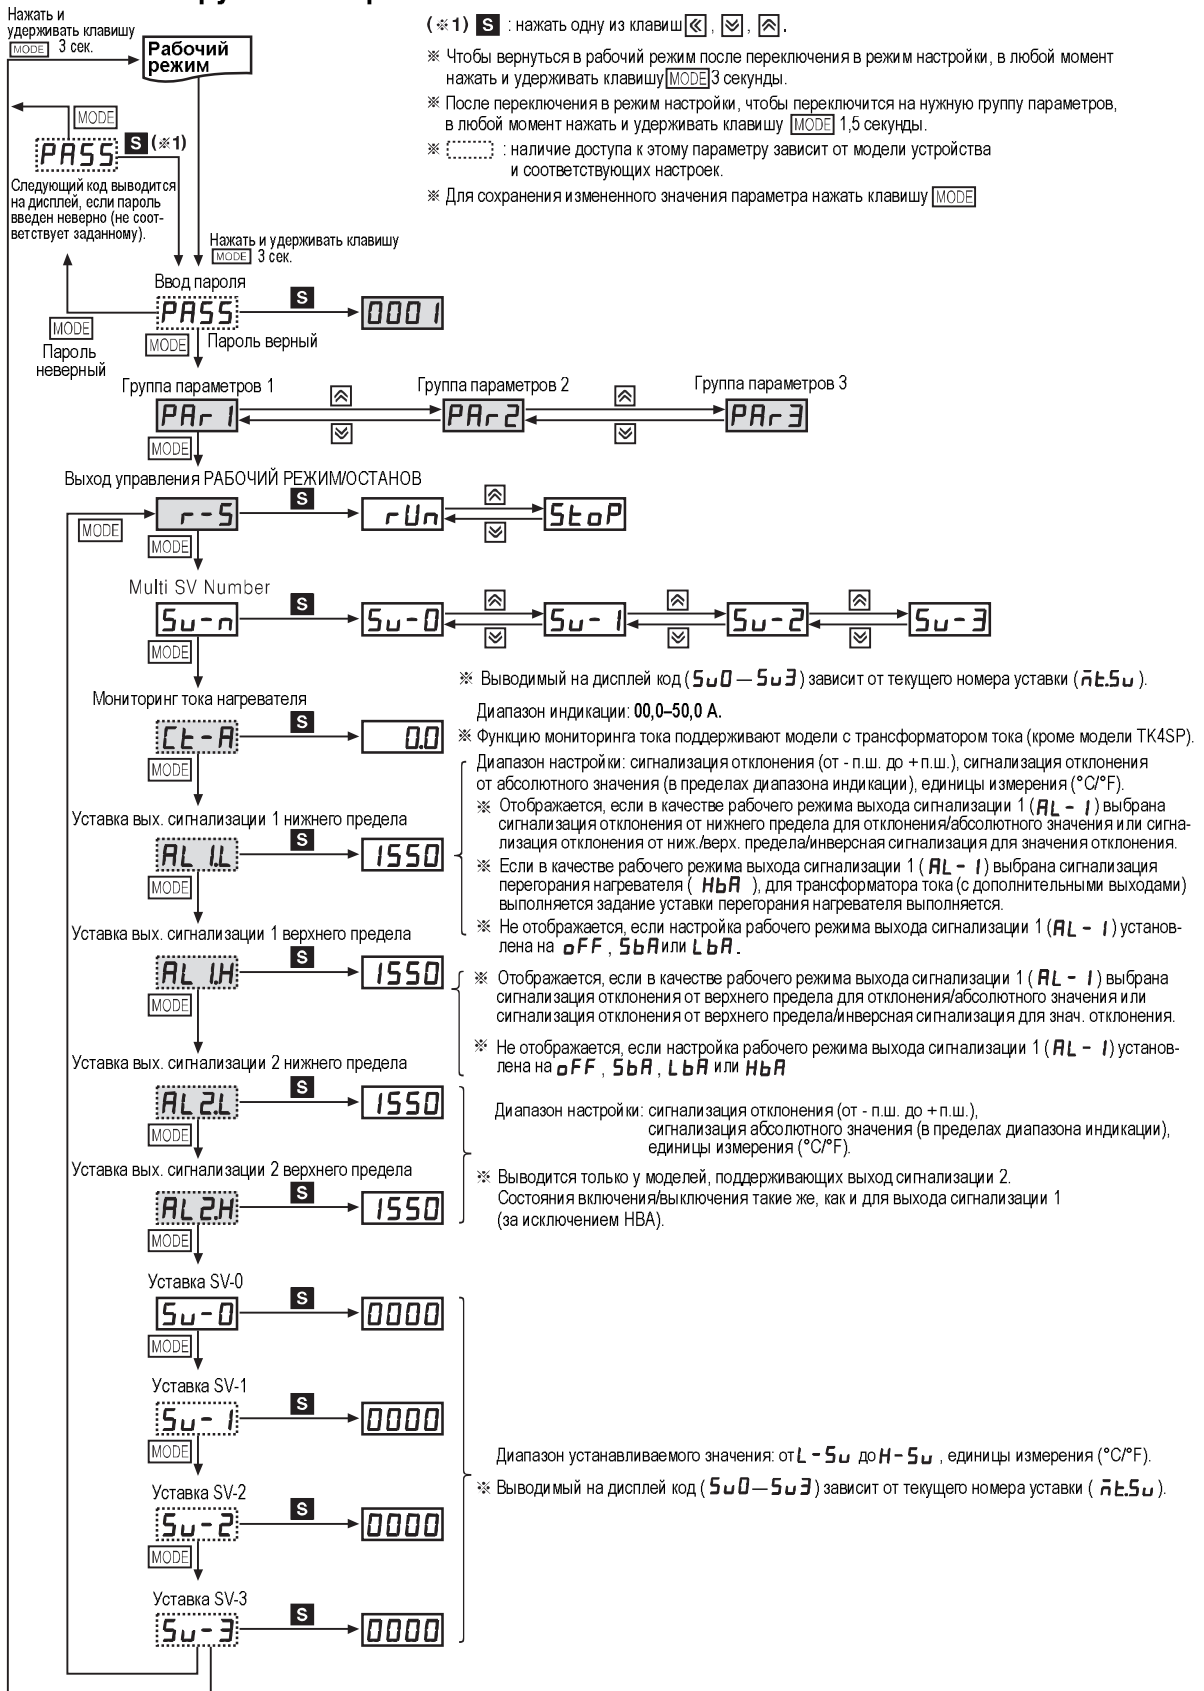 Нажать и
удерживать клавишу
MODE 3 сек.
Рабочий
режим
(※1) S : нажать одну из клавиш , , .
※ Чтобы вернуться в рабочий режим после переключения в режим настройки, в любой момент
нажать и удерживать клавишу MODE 3 секунды.
※ После переключения в режим настройки, чтобы переключится на нужную группу параметров,
в любой момент нажать и удерживать клавишу MODE 1,5 секунды.
※ : наличие доступа к этому параметру зависит от модели устройства
и соответствующих настроек.
※ Для сохранения измененного значения параметра нажать клавишу MODE
MODE
PASS S (※1)
Следующий код выводится
на дисплей, если пароль
введен неверно (не соот-
ветствует заданному).
Нажать и удерживать клавишу
MODE 3 сек.
Ввод пароля
PASS S 0001
MODE
Пароль
неверный
MODE Пароль верный
Группа параметров 1 Группа параметров 2 Группа параметров 3
PAr1 PAr2 PAr3
MODE
Выход управления РАБОЧИЙ РЕЖИМ/ОСТАНОВ
MODE r-S S rUn StoP
MODE
Multi SV Number
Sv-n S Sv-0 Sv-1 Sv-2 Sv-3
MODE
※ Выводимый на дисплей код ( Sv0 — Sv3 ) зависит от текущего номера уставки ( mt.Sv ).
Мониторинг тока нагревателя
Диапазон индикации: 00,0–50,0 А.
Ct-A S 0.0
※ Функцию мониторинга тока поддерживают модели с трансформатором тока (кроме модели TK4SP).
MODE
Диапазон настройки: сигнализация отклонения (от - п.ш. до + п.ш.), сигнализация отклонения
от абсолютного значения (в пределах диапазона индикации), единицы измерения (°C/°F).
※ Отображается, если в качестве рабочего режима выхода сигнализации 1 ( AL-1 ) выбрана
сигнализация отклонения от нижнего предела для отклонения/абсолютного значения или сигна-
лизация отклонения от ниж./верх. предела/инверсная сигнализация для значения отклонения.
※ Если в качестве рабочего режима выхода сигнализации 1 ( AL-1 ) выбрана сигнализация
перегорания нагревателя ( HbA ), для трансформатора тока (с дополнительными выходами)
выполняется задание уставки перегорания нагревателя выполняется.
※ Не отображается, если настройка рабочего режима выхода сигнализации 1 ( AL-1 ) установ-
лена на oFF , SbA или LbA .
Уставка вых. сигнализации 1 нижнего предела
AL1.L S 1550
MODE
Уставка вых. сигнализации 1 верхнего предела
AL1.H S 1550
MODE
※ Отображается, если в качестве рабочего режима выхода сигнализации 1 ( AL-1 ) выбрана
сигнализация отклонения от верхнего предела для отклонения/абсолютного значения или
сигнализация отклонения от верхнего предела/инверсная сигнализация для знач. отклонения.
※ Не отображается, если настройка рабочего режима выхода сигнализации 1 ( AL-1 ) установ-
лена на oFF , SbA , LbA или HbA
Уставка вых. сигнализации 2 нижнего предела
AL2.L S 1550
MODE
Диапазон настройки: сигнализация отклонения (от - п.ш. до + п.ш.),
сигнализация абсолютного значения (в пределах диапазона индикации),
единицы измерения (°C/°F).
Уставка вых. сигнализации 2 верхнего предела
AL2.H S 1550
MODE
※ Выводится только у моделей, поддерживающих выход сигнализации 2.
Состояния включения/выключения такие же, как и для выхода сигнализации 1
(за исключением HBA).
Уставка SV-0
Sv-0 S 0000
MODE
Уставка SV-1
Sv-1 S 0000
MODE
Диапазон устанавливаемого значения: от L-Sv до H-Sv , единицы измерения (°C/°F).
※ Выводимый на дисплей код ( Sv0 — Sv3 ) зависит от текущего номера уставки ( mt.Sv ).
Уставка SV-2
Sv-2 S 0000
MODE
Уставка SV-3
Sv-3 S 0000